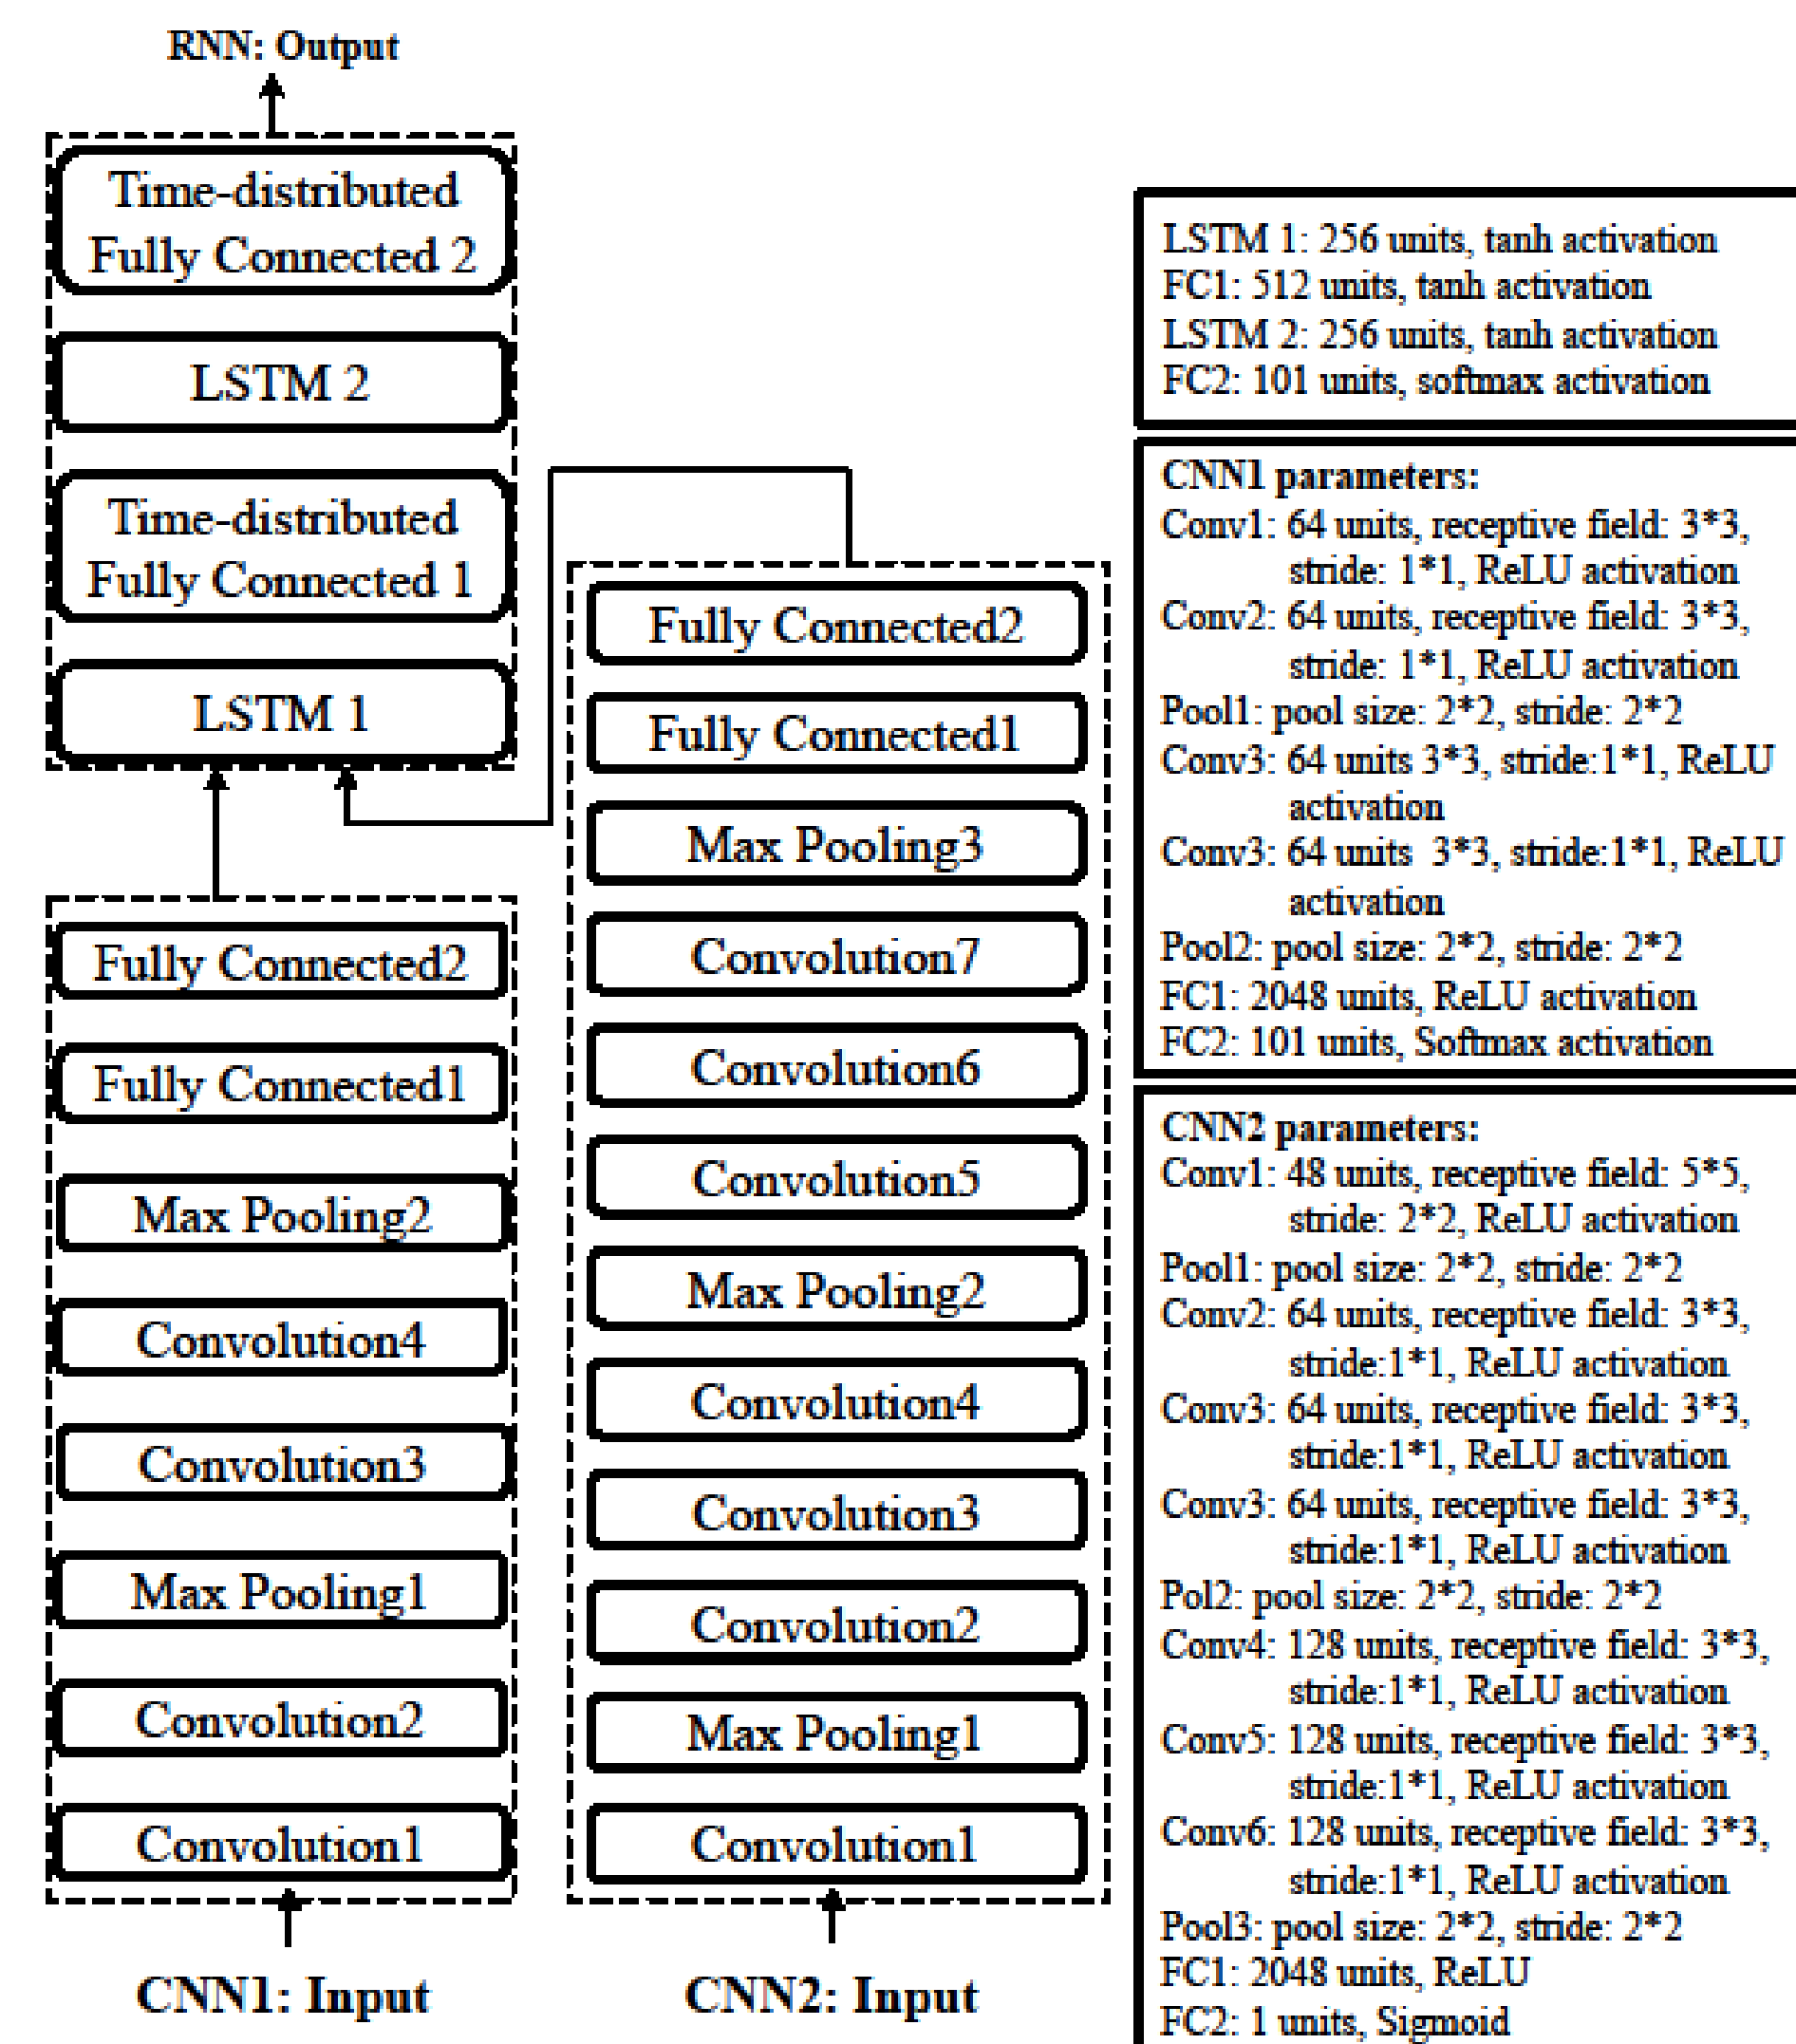 RNN: Output
Time-distributed
Fully Connected 2
LSTM 2
Time-distributed
Fully Connected 1
LSTM 1
Fully Connected2
Fully Connected1
Max Pooling2
Convolution4
Convolution3
Max Pooling1
Convolution2
Convolution1
CNN1: Input
Fully Connected2
Fully Connected1
Max Pooling3
Convolution7
Convolution6
Convolution5
Max Pooling2
Convolution4
Convolution3
Convolution2
Max Pooling1
Convolution1
CNN2: Input
LSTM 1: 256 units, tanh activation
FC1: 512 units, tanh activation
LSTM 2: 256 units, tanh activation
FC2: 101 units, softmax activation
CNN1 parameters:
Conv1: 64 units, receptive field: 3*3,
stride: 1*1, ReLU activation
Conv2: 64 units, receptive field: 3*3,
stride: 1*1, ReLU activation
Pool1: pool size: 2*2, stride: 2*2
Conv3: 64 units 3*3, stride:1*1, ReLU
activation
Conv3: 64 units 3*3, stride:1*1, ReLU
activation
Pool2: pool size: 2*2, stride: 2*2
FC1: 2048 units, ReLU activation
FC2: 101 units, Softmax activation
CNN2 parameters:
Conv1: 48 units, receptive field: 5*5,
stride: 2*2, ReLU activation
Pool1: pool size: 2*2, stride: 2*2
Conv2: 64 units, receptive field: 3*3,
stride:1*1, ReLU activation
Conv3: 64 units, receptive field: 3*3,
stride:1*1, ReLU activation
Conv3: 64 units, receptive field: 3*3,
stride:1*1, ReLU activation
Pol2: pool size: 2*2, stride: 2*2
Conv4: 128 units, receptive field: 3*3,
stride:1*1, ReLU activation
Conv5: 128 units, receptive field: 3*3,
stride:1*1, ReLU activation
Conv6: 128 units, receptive field: 3*3,
stride:1*1, ReLU activation
Pool3: pool size: 2*2, stride: 2*2
FC1: 2048 units, ReLU
FC2: 1 units, Sigmoid